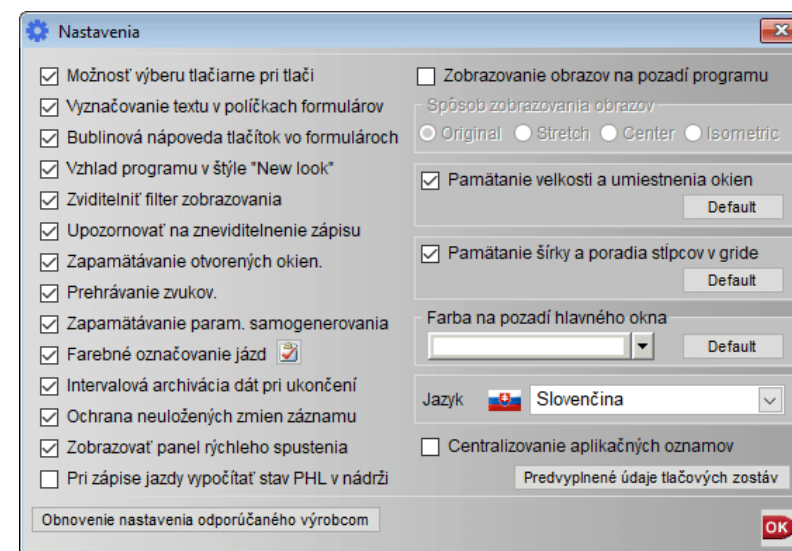 Nastavenia
Možnosť výberu tlačiarne pri tlači
Vyznačovanie textu v políčkach formulárov
Bublinová nápoveda tlačítok vo formulároch
Vzhlad programu v štýle "New look"
Zviditelniť filter zobrazovania
Upozornovať na zneviditelnenie zápisu
Zapamätávanie otvorených okien.
Prehrávanie zvukov.
Zapamätávanie param. samogenerovania
Farebné označovanie jázd
Intervalová archivácia dát pri ukončení
Ochrana neuložených zmien záznamu
Zobrazovať panel rýchleho spustenia
Pri zápise jazdy vypočítať stav PHL v nádrži
Obnovenie nastavenia odporúčaného výrobcom
Zobrazovanie obrazov na pozadí programu
Spôsob zobrazovania obrazov
Original Stretch Center Isometric
Pamätanie velkosti a umiestnenia okien
Default
Pamätanie šírky a poradia stĺpcov v gride
Default
Farba na pozadí hlavného okna
Default
Jazyk Slovenčina
Centralizovanie aplikačných oznamov
Predvyplnené údaje tlačových zostáv
OK